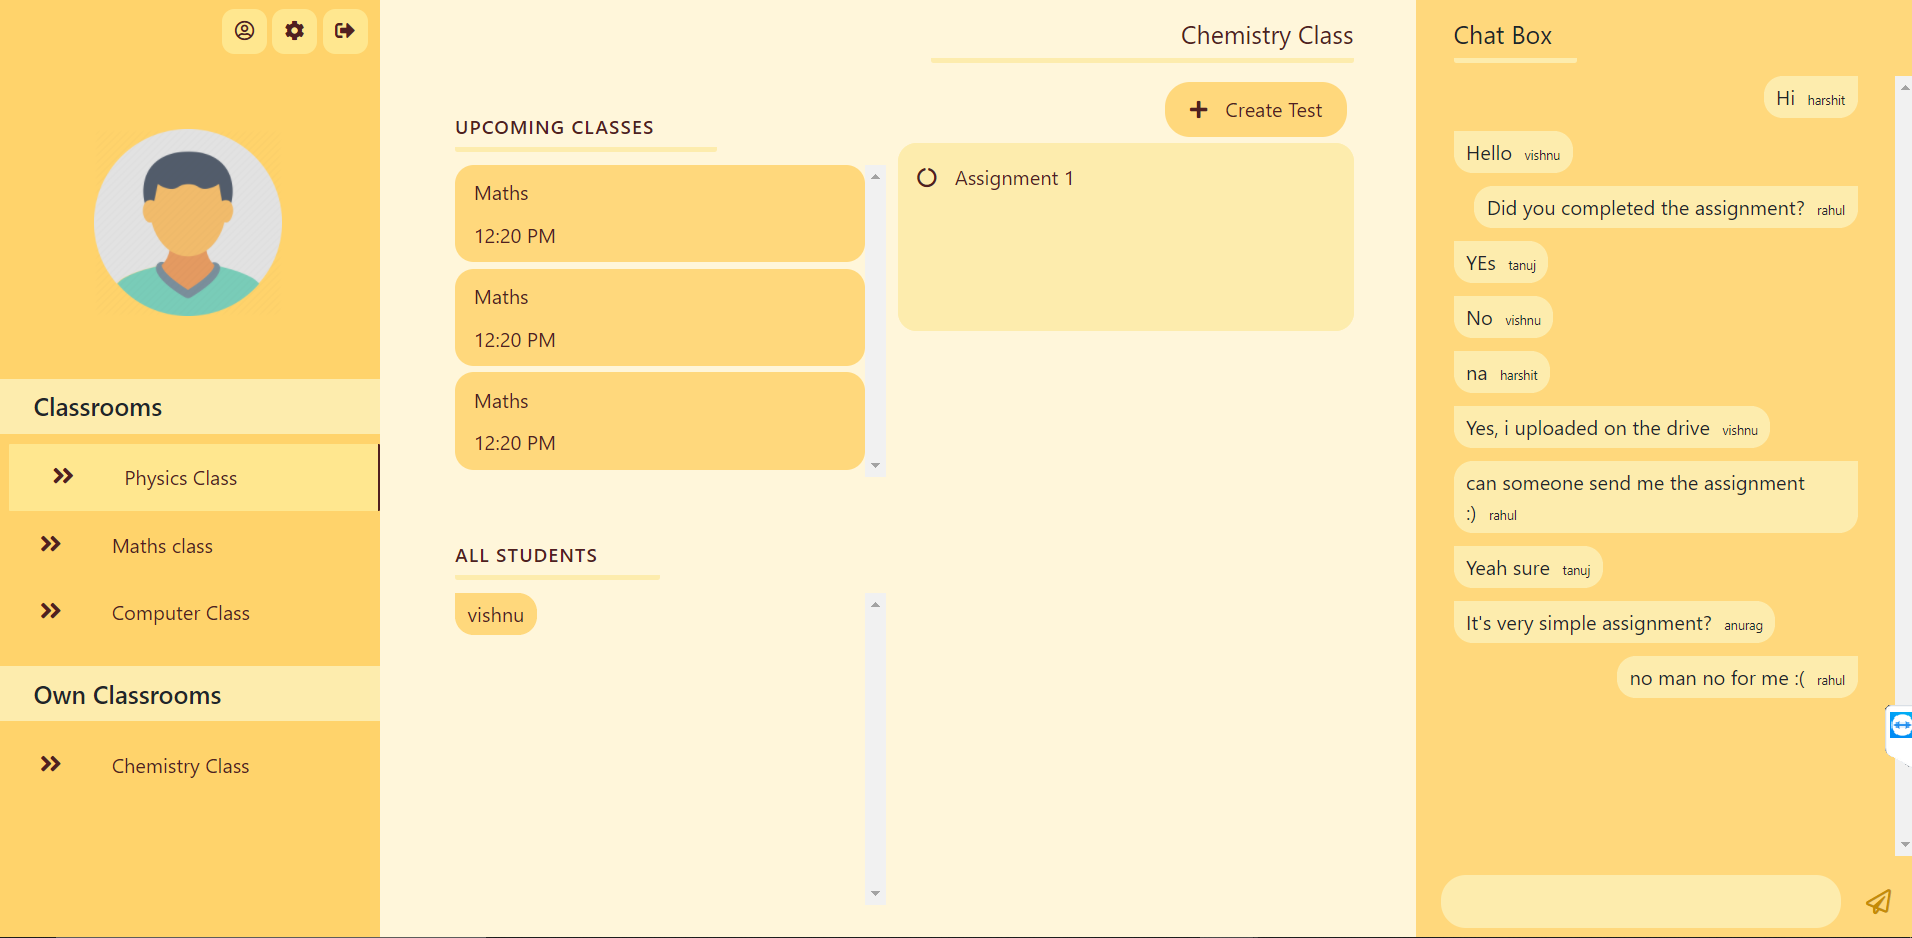 Classrooms
Physics Class
Maths class
Computer Class
Own Classrooms
Chemistry Class
Chemistry Class
Create Test
UPCOMING CLASSES
Maths
12:20 PM
Maths
12:20 PM
Maths
12:20 PM
Assignment 1
ALL STUDENTS
vishnu
Chat Box
Hi harshit
Hello vishnu
Did you completed the assignment? rahul
YEs tanuj
No vishnu
na harshit
Yes, i uploaded on the drive vishnu
can someone send me the assignment
:) rahul
Yeah sure tanuj
It's very simple assignment? anurag
no man no for me :( rahul